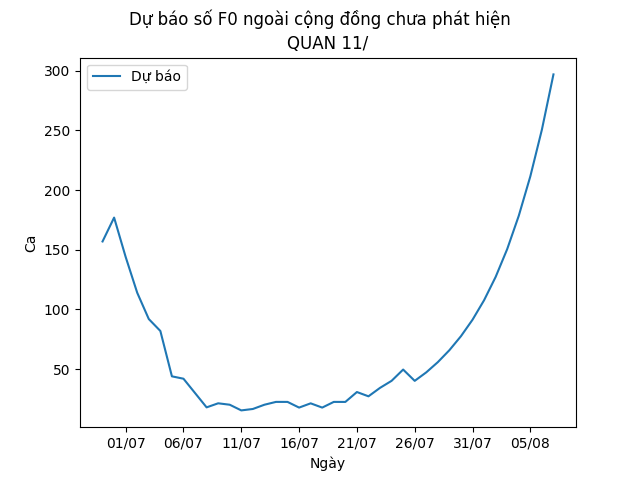 Dự báo số F0 ngoài cộng đồng chưa phát hiện
QUAN 11/
Dự báo
300
250
200
150
100
50
Ca
01/07 06/07 11/07 16/07 21/07 26/07 31/07 05/08
Ngày